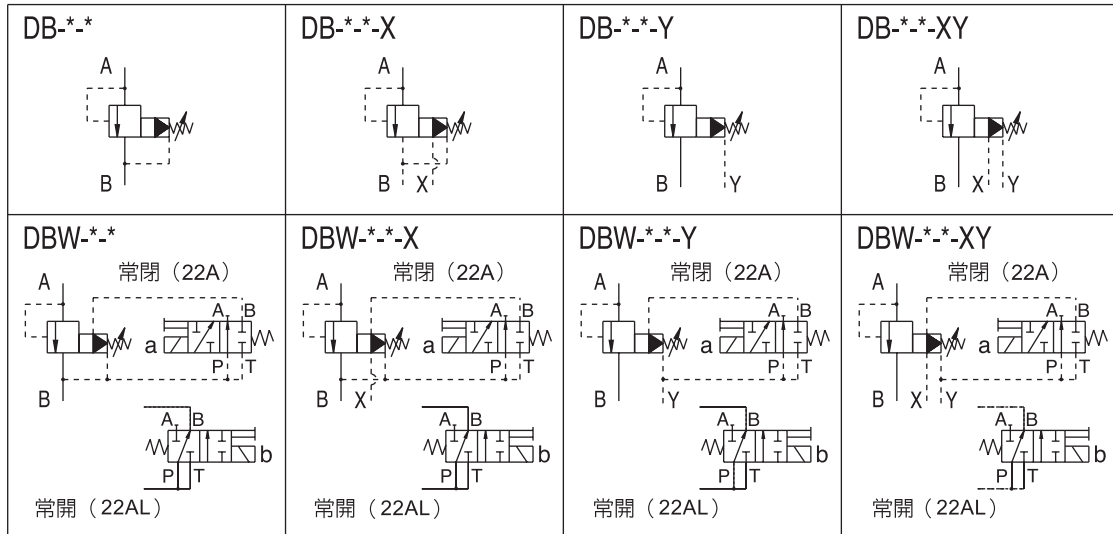 DB-*-*
A
B
DB-*-*-X
A
B X
DB-*-*-Y
A
B Y
DB-*-*-XY
A
B X Y
DBW-*-*
常閉（22A）
A
A B
a
P T
B
A B
b
P T
常開（22AL）
DBW-*-*-X
常閉（22A）
A
A B
a
P T
B X
A B
b
P T
常開（22AL）
DBW-*-*-Y
常閉（22A）
A
A B
a
P T
B Y
A B
b
P T
常開（22AL）
DBW-*-*-XY
常閉（22A）
A
A B
a
P T
B X Y
A B
b
P T
常開（22AL）